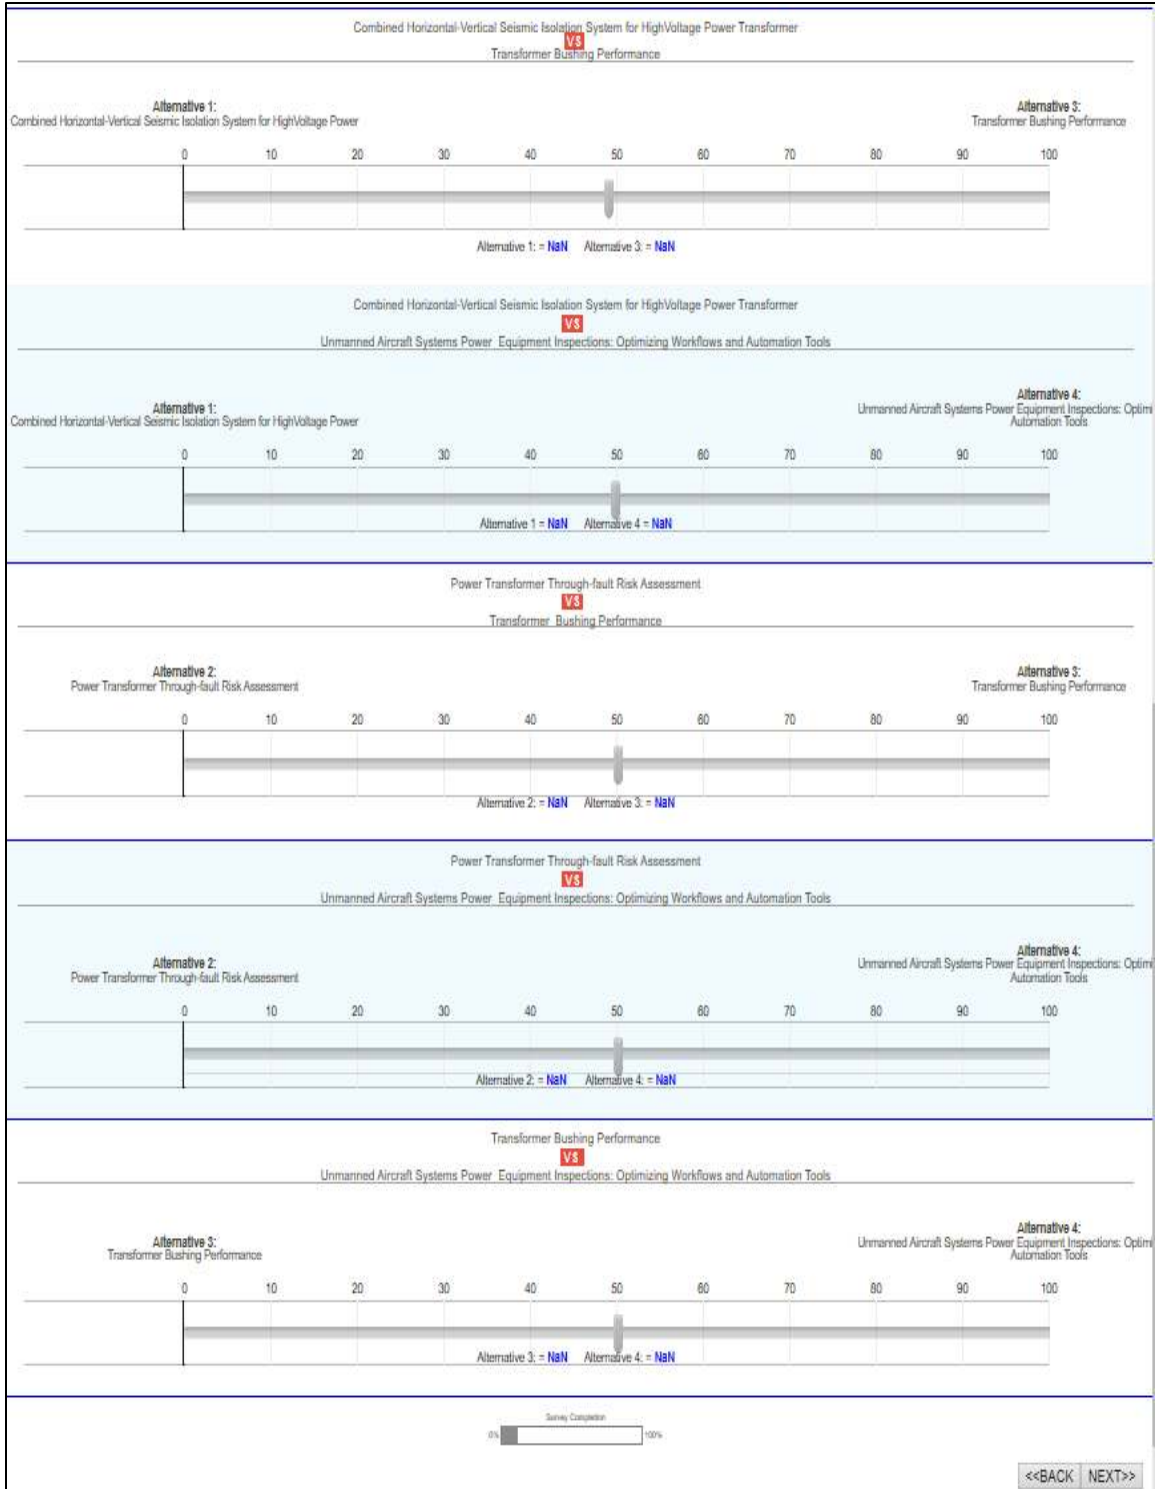 Combined Horizontal-Vertical Seismic Isolation System for HighVoltage Power Transformer
VS
Transformer Bushing Performance
Alternative 1:
Combined Horizontal-Vertical Seismic Isolation System for HighVoltage Power
Alternative 3:
Transformer Bushing Performance
0 10 20 30 40 50 60 70 80 90 100
Alternative 1: = NaN Alternative 3: = NaN
Combined Horizontal-Vertical Seismic Isolation System for HighVoltage Power Transformer
VS
Unmanned Aircraft Systems Power Equipment Inspections: Optimizing Workflows and Automation Tools
Alternative 1:
Combined Horizontal-Vertical Seismic Isolation System for HighVoltage Power
Alternative 4:
Unmanned Aircraft Systems Power Equipment Inspections: Optimi
Automation Tools
0 10 20 30 40 50 60 70 80 90 100
Alternative 1 = NaN Alternative 4 = NaN
Power Transformer Through-fault Risk Assessment
VS
Transformer Bushing Performance
Alternative 2:
Power Transformer Through-fault Risk Assessment
Alternative 3:
Transformer Bushing Performance
0 10 20 30 40 50 60 70 80 90 100
Alternative 2: = NaN Alternative 3: = NaN
Power Transformer Through-fault Risk Assessment
VS
Unmanned Aircraft Systems Power Equipment Inspections: Optimizing Workflows and Automation Tools
Alternative 2:
Power Transformer Through-fault Risk Assessment
Alternative 4:
Unmanned Aircraft Systems Power Equipment Inspections: Optimi
Automation Tools
0 10 20 30 40 50 60 70 80 90 100
Alternative 2: = NaN Alternative 4: = NaN
Transformer Bushing Performance
VS
Unmanned Aircraft Systems Power Equipment Inspections: Optimizing Workflows and Automation Tools
Alternative 3:
Transformer Bushing Performance
Alternative 4:
Unmanned Aircraft Systems Power Equipment Inspections: Optimi
Automation Tools
0 10 20 30 40 50 60 70 80 90 100
Alternative 3: = NaN Alternative 4: = NaN
Survey Completion
0% 100%
<<BACK NEXT>>